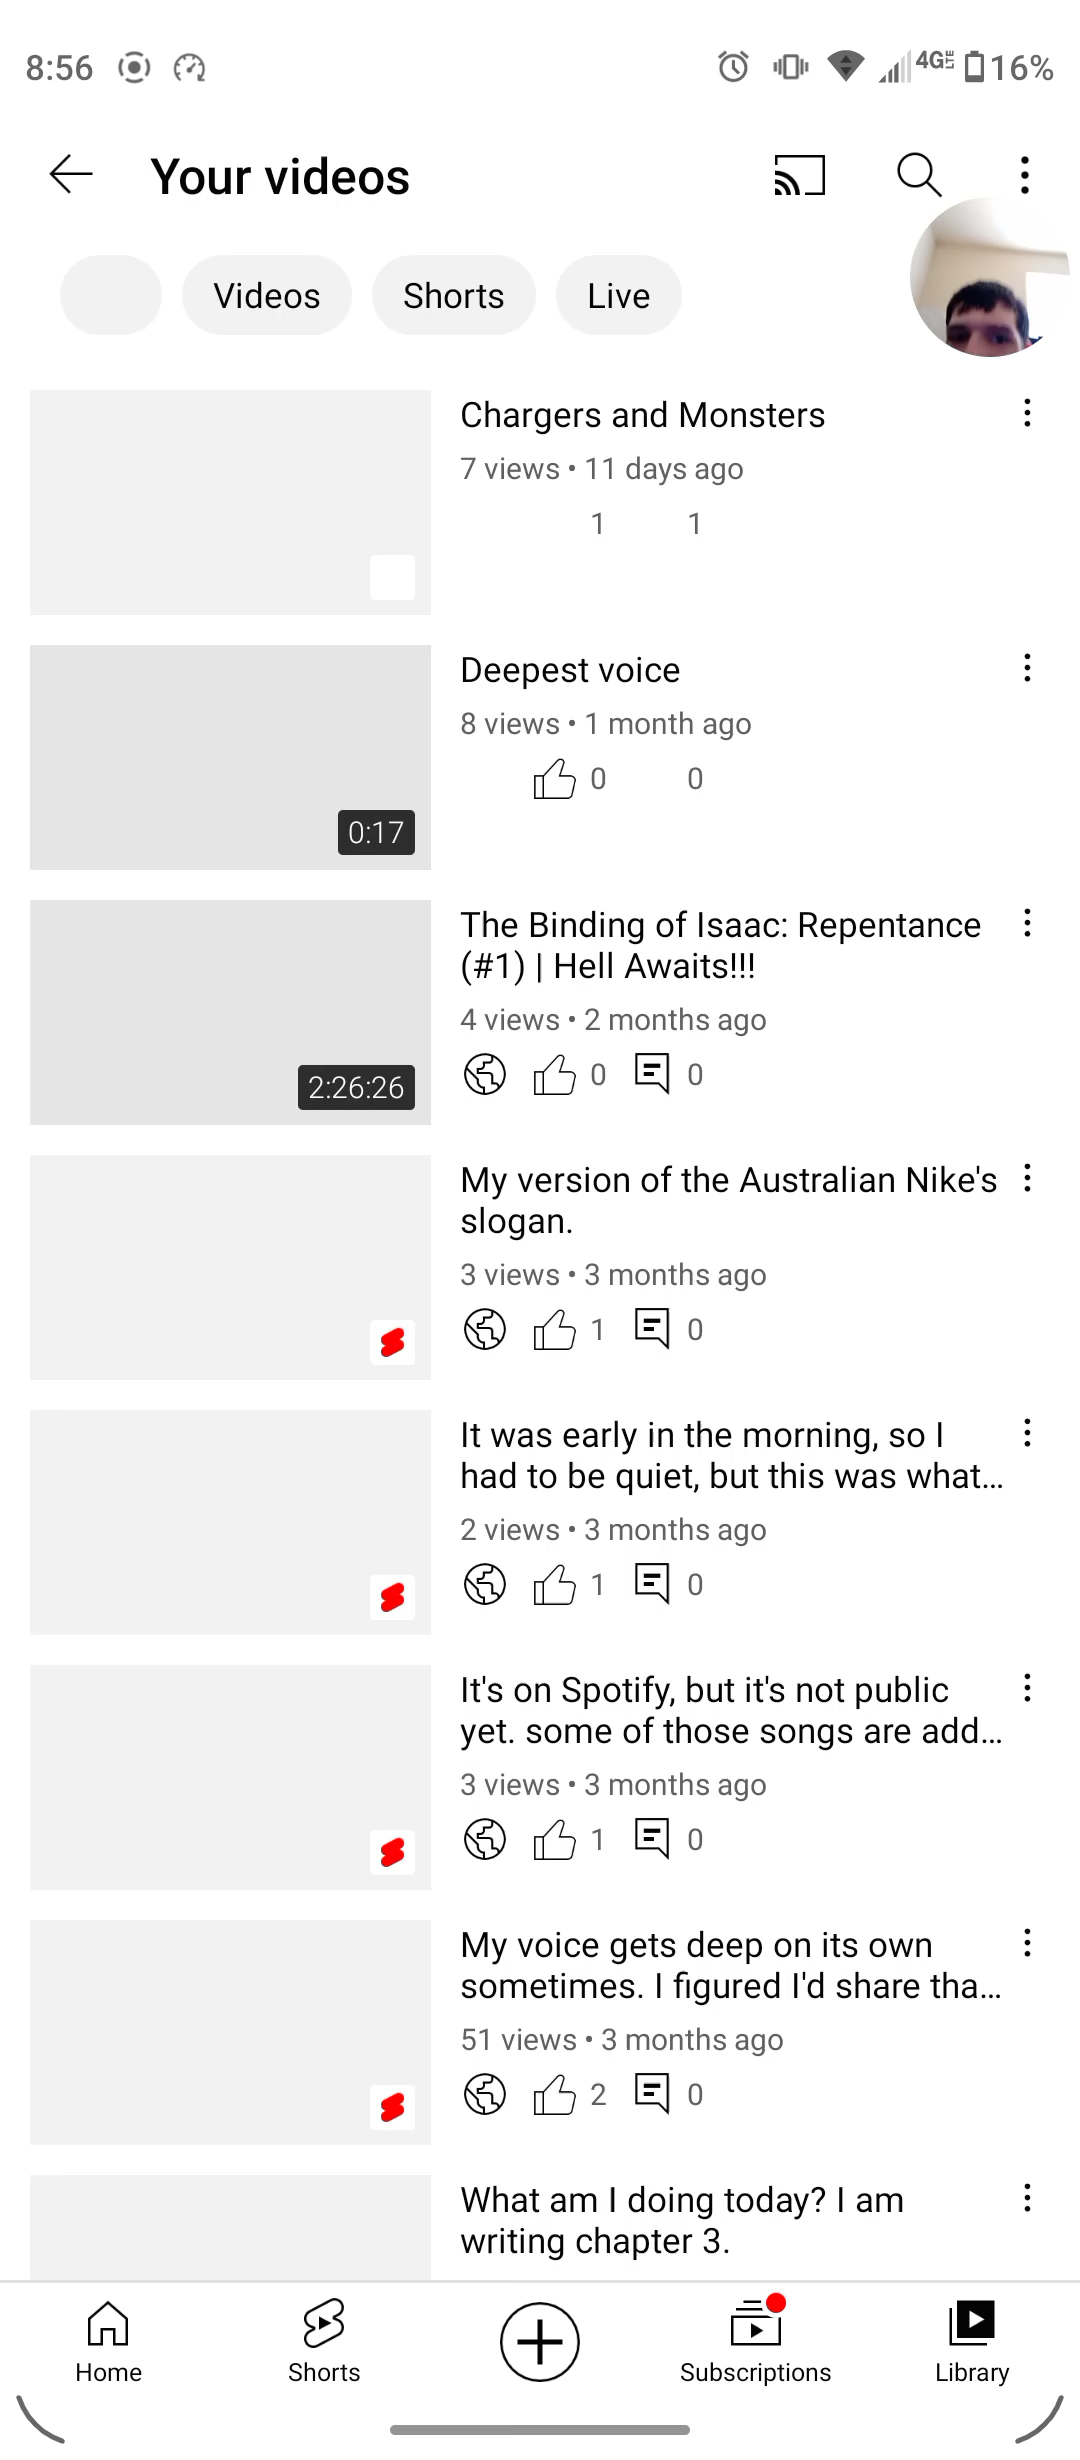 8:56 4G LTE 16%
Your videos
Videos Shorts Live
Chargers and Monsters
7 views • 11 days ago
1 1
Deepest voice
8 views • 1 month ago
0 0
0:17
The Binding of Isaac: Repentance
(#1) | Hell Awaits!!!
4 views • 2 months ago
0 0
2:26:26
My version of the Australian Nike's
slogan.
3 views • 3 months ago
1 0
It was early in the morning, so I
had to be quiet, but this was what...
2 views • 3 months ago
1 0
It's on Spotify, but it's not public
yet. some of those songs are add...
3 views • 3 months ago
1 0
My voice gets deep on its own
sometimes. I figured I'd share tha...
51 views • 3 months ago
2 0
What am I doing today? I am
writing chapter 3.
Home Shorts Subscriptions Library